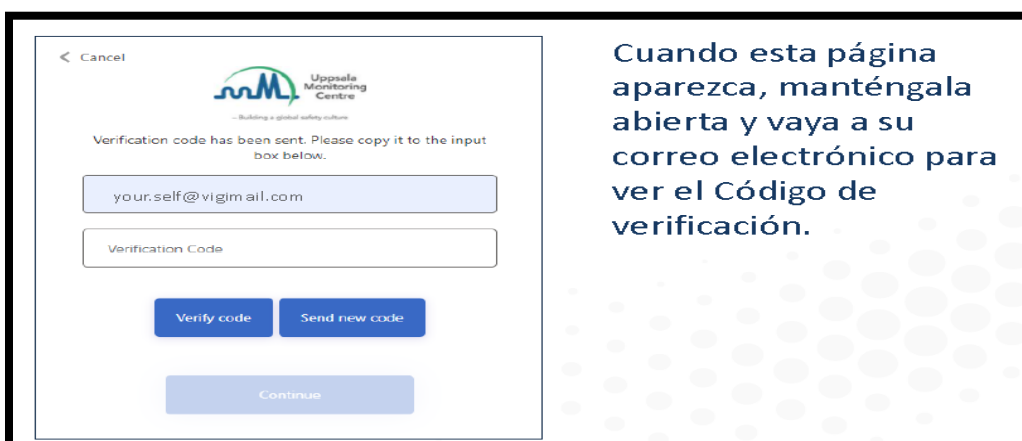 < Cancel
Uppsala
Monitoring
Centre
– Building a global safety culture
Verification code has been sent. Please copy it to the input
box below.
your.self@vigimail.com
Verification Code
Verify code
Send new code
Continue
Cuando esta página
aparezca, manténgala
abierta y vaya a su
correo electrónico para
ver el Código de
verificación.